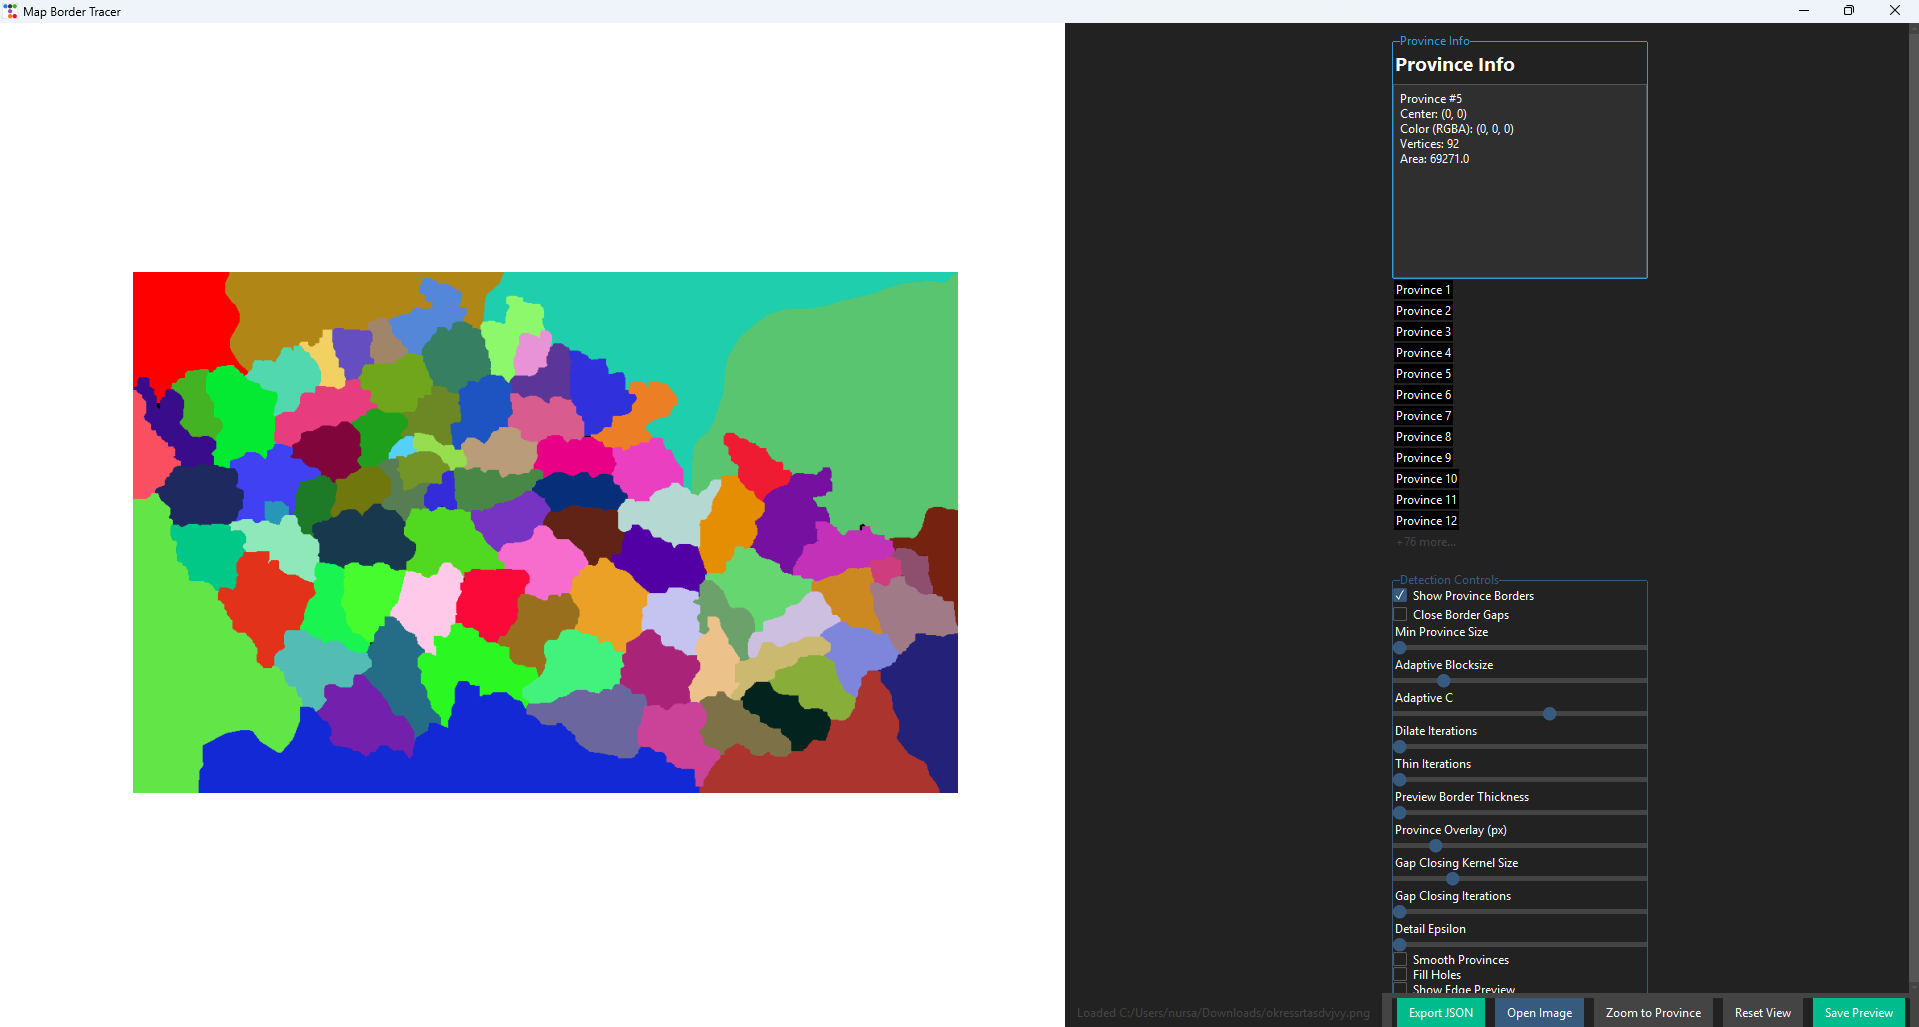 Map Border Tracer
Province Info
Province Info
Province #5
Center: (0, 0)
Color (RGBA): (0, 0, 0)
Vertices: 92
Area: 69271.0
Province 1
Province 2
Province 3
Province 4
Province 5
Province 6
Province 7
Province 8
Province 9
Province 10
Province 11
Province 12
+76 more...
Detection Controls
Show Province Borders
Close Border Gaps
Min Province Size
Adaptive Blocksize
Adaptive C
Dilate Iterations
Thin Iterations
Preview Border Thickness
Province Overlay (px)
Gap Closing Kernel Size
Gap Closing Iterations
Detail Epsilon
Smooth Provinces
Fill Holes
Show Edge Preview
Loaded C:/Users/nursa/Downloads/okressrtasdvjvy.png
Export JSON
Open Image
Zoom to Province
Reset View
Save Preview